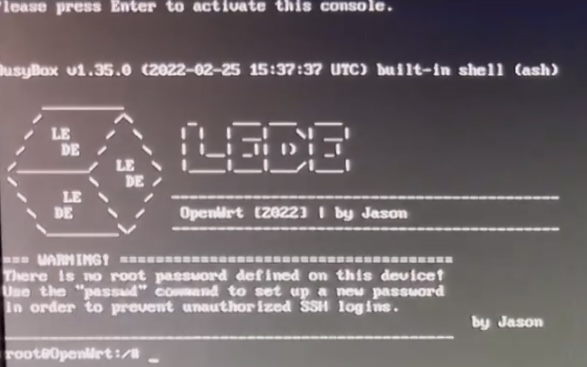 Please press Enter to activate this console.
BusyBox v1.35.0 (2022-02-25 15:37:37 UTC) built-in shell (ash)
LE
DE
LE
DE
LE
DE
LEDE
OpenWrt [2022] | by Jason
=== WARNING! =====================================
There is no root password defined on this device!
Use the "passwd" command to set up a new password
in order to prevent unauthorized SSH logins.
by Jason
root@OpenWrt:/# _